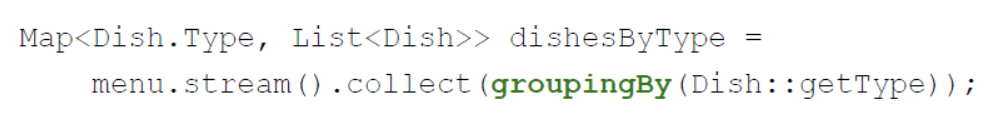 Map<Dish.Type, List<Dish>> dishesByType =
menu.stream().collect(groupingBy(Dish::getType));